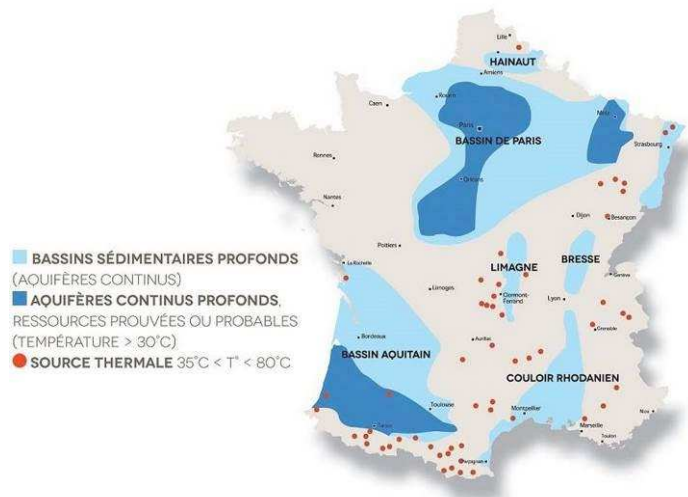 Lille
HAINAUT
Amiens
Rouen
Caen
Metz
Paris
BASSIN DE PARIS
Strasbourg
Rennes
Orléans
Nantes
Dijon
Besançon
BASSINS SÉDIMENTAIRES PROFONDS
(AQUIFÈRES CONTINUS)
AQUIFÈRES CONTINUS PROFONDS,
RESSOURCES PROUVÉES OU PROBABLES
(TEMPÉRATURE > 30°C)
SOURCE THERMALE 35°C < T° < 80°C
Poitiers
La Rochelle
LIMAGNE
BRESSE
Genève
Limoges
Clermont-
Ferrand
Lyon
Grenoble
Bordeaux
Aurillac
BASSIN AQUITAIN
COULOIR RHODANIEN
Toulouse
Montpellier
Nice
Marseille
Toulon
Perpignan